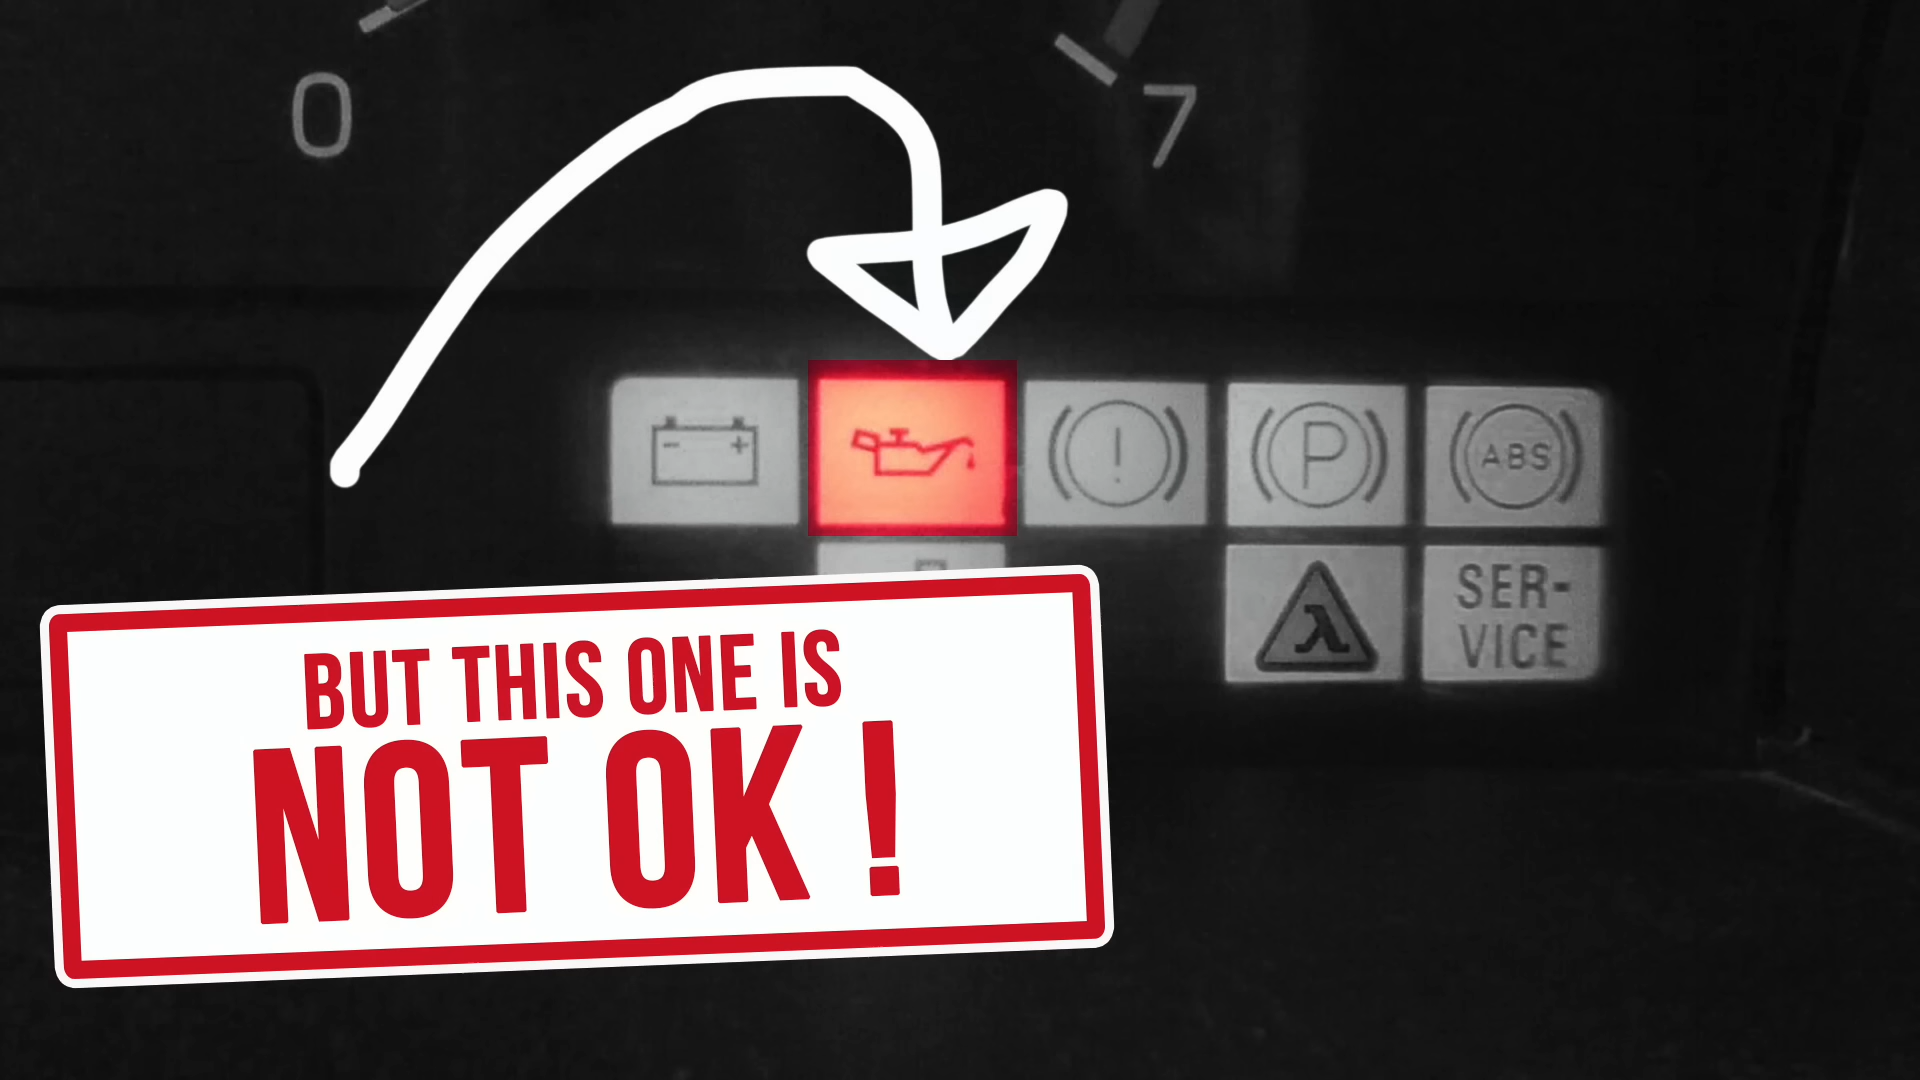 0
7
- +
!
P
ABS
λ
SER-
VICE
BUT THIS ONE IS
NOT OK !